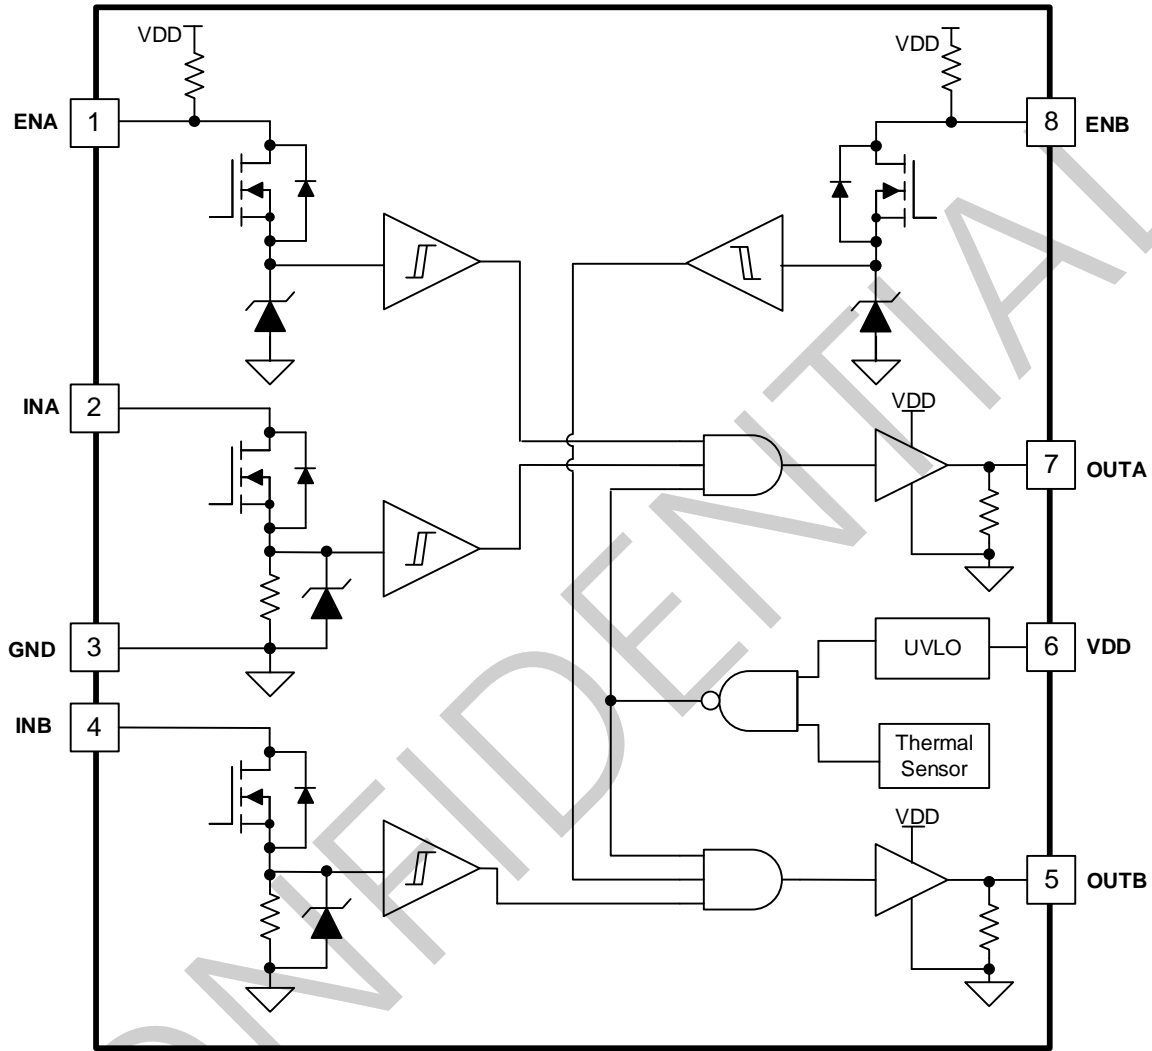 VDD
VDD
ENA
1
8
ENB
INA
2
VDD
7
OUTA
GND
3
UVLO
6
VDD
INB
4
Thermal
Sensor
VDD
5
OUTB
ONFIDENTIAL